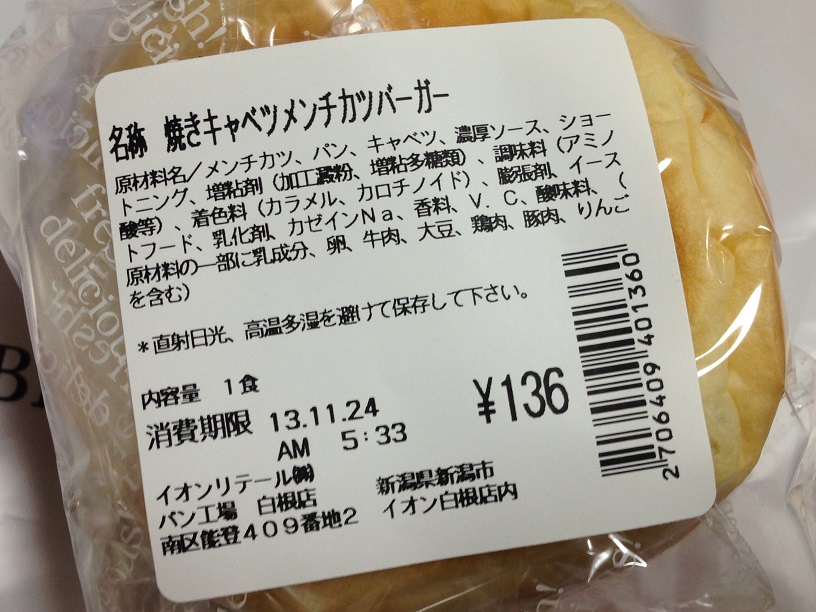 名称 焼きキャベツメンチカツバーガー
原材料名／メンチカツ、パン、キャベツ、濃厚ソース、ショー
トニング、増粘剤（加工澱粉、増粘多糖類）、調味料（アミノ
酸等）、着色料（カラメル、カロチノイド）、膨張剤、イース
トフード、乳化剤、カゼインＮａ、香料、Ｖ．Ｃ、酸味料、（
原材料の一部に乳成分、卵、牛肉、大豆、鶏肉、豚肉、りんご
を含む）
＊直射日光、高温多湿を避けて保存して下さい。
内容量 １食
消費期限 13.11.24
AM 5:33
¥136
2706409401360
イオンリテール㈱
パン工場 白根店
南区能登４０９番地２
新潟県新潟市
イオン白根店内
delicious